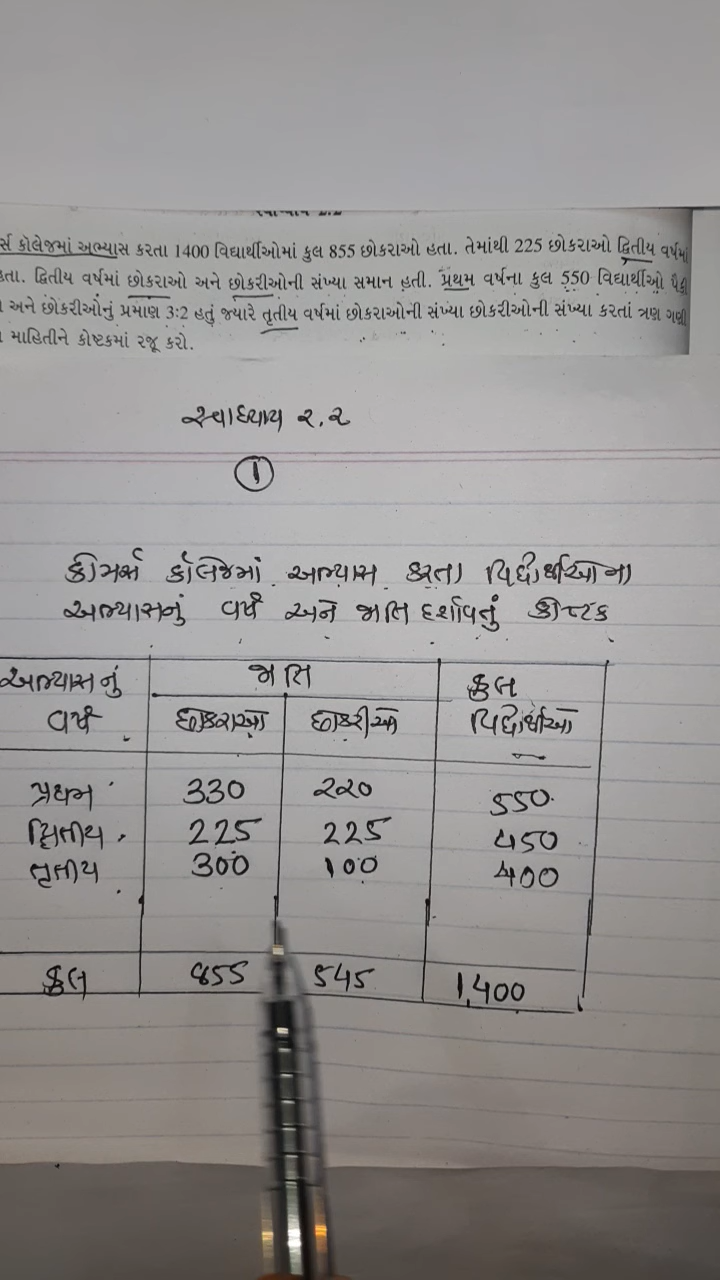 ર્સ કૉલેજમાં અભ્યાસ કરતા 1400 વિદ્યાર્થીઓમાં કુલ 855 છોકરાઓ હતા. તેમાંથી 225 છોકરાઓ દ્વિતીય વર્ષમાં
હતા. દ્વિતીય વર્ષમાં છોકરાઓ અને છોકરીઓની સંખ્યા સમાન હતી. પ્રથમ વર્ષના કુલ 550 વિદ્યાર્થીઓ પૈકી
અને છોકરીઓનું પ્રમાણ 3:2 હતું જ્યારે તૃતીય વર્ષમાં છોકરાઓની સંખ્યા છોકરીઓની સંખ્યા કરતાં ત્રણ ગણી
માહિતીને કોષ્ટકમાં રજૂ કરો.
સ્વાધ્યાય ૨.૨
①
કોમર્સ કોલેજમાં અભ્યાસ કરતા વિદ્યાર્થીઓના
અભ્યાસનું વર્ષ અને જાતિ દર્શાવતું કોષ્ટક
અભ્યાસનું જાતિ કુલ
વર્ષ છોકરાઓ છોકરીઓ વિદ્યાર્થીઓ
પ્રથમ 330 ૨૨૦ 550
દ્વિતીય 225 225 ૪50
તૃતીય 300 100 400
કુલ ૪55 545 1,400